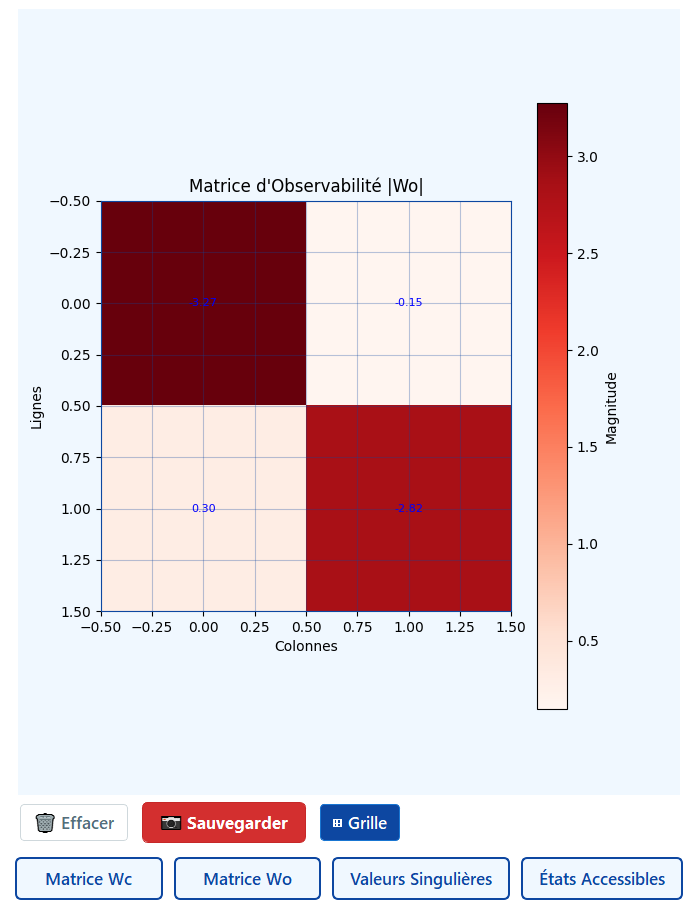 Matrice d'Observabilité |Wo|
3.0
2.5
2.0
1.5
1.0
0.5
Magnitude
−0.50
−0.25
0.00
0.25
0.50
0.75
1.00
1.25
1.50
Lignes
-0.15
0.30
-2.82
−0.50
−0.25
0.00
0.25
0.50
0.75
1.00
1.25
1.50
Colonnes
Effacer
Sauvegarder
Grille
Matrice Wc
Matrice Wo
Valeurs Singulières
États Accessibles